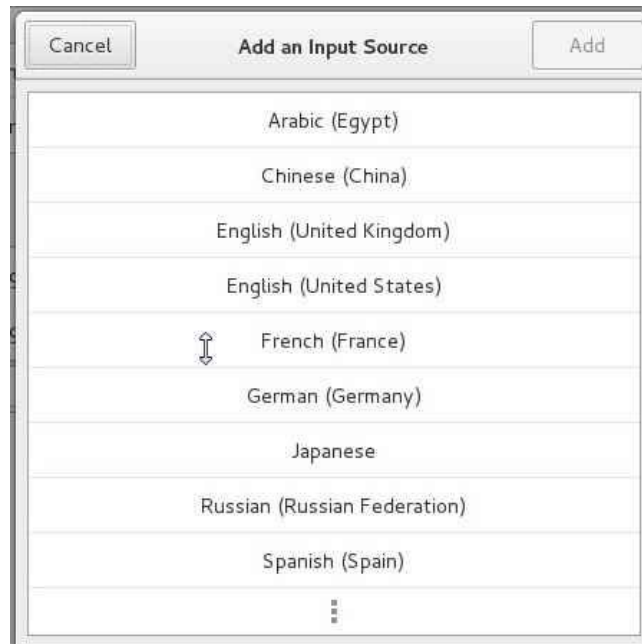 Cancel
Add an Input Source
Add
Arabic (Egypt)
Chinese (China)
English (United Kingdom)
English (United States)
French (France)
German (Germany)
Japanese
Russian (Russian Federation)
Spanish (Spain)